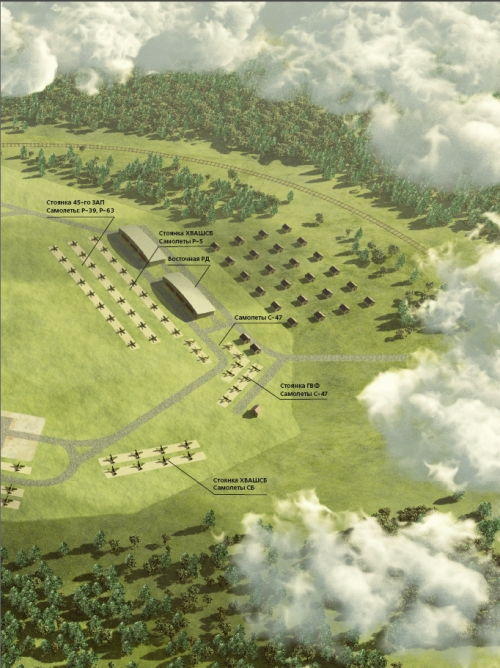 Стоянка 45-го ЗАП
Самолеты: Р-39, Р-63
Стоянка ХВАШСБ
Самолеты Р-5
Восточная РД
Самолеты С-47
Стоянка ГВФ
Самолеты С-47
Стоянка ХВАШСБ
Самолеты СБ